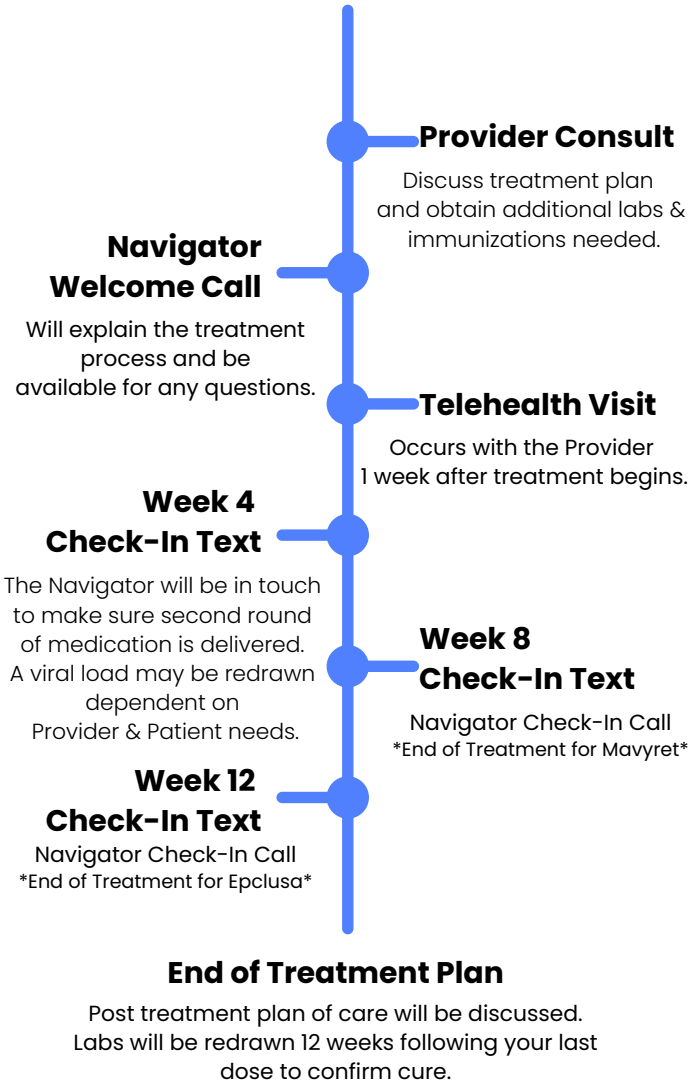 Provider Consult
Discuss treatment plan
and obtain additional labs &
immunizations needed.
Navigator
Welcome Call
Will explain the treatment
process and be
available for any questions.
Telehealth Visit
Occurs with the Provider
1 week after treatment begins.
Week 4
Check-In Text
The Navigator will be in touch
to make sure second round
of medication is delivered.
A viral load may be redrawn
dependent on
Provider & Patient needs.
Week 8
Check-In Text
Navigator Check-In Call
*End of Treatment for Mavyret*
Week 12
Check-In Text
Navigator Check-In Call
*End of Treatment for Epclusa*
End of Treatment Plan
Post treatment plan of care will be discussed.
Labs will be redrawn 12 weeks following your last
dose to confirm cure.